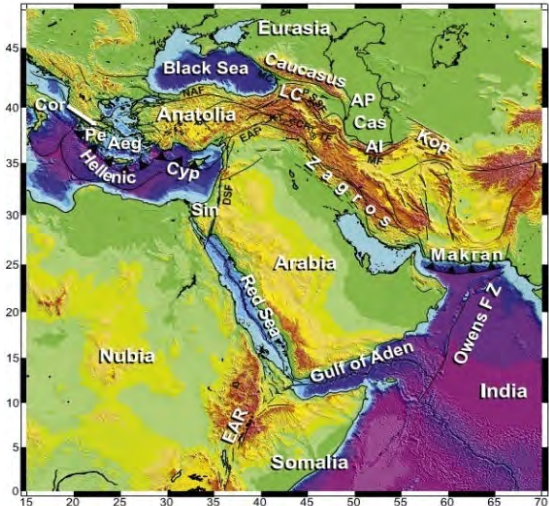 Eurasia
Black Sea
Caucasus
LC
AP
Cas
Cor
NAF
Anatolia
Pe
Aeg
EAF
Al
Kop
MF
Hellenic
Cyp
Zagros
Sin
DSF
Makran
Arabia
Red Sea
Owens F Z
Nubia
Gulf of Aden
India
EAR
Somalia
45
40
35
30
25
20
15
10
5
0
15 20 25 30 35 40 45 50 55 60 65 70